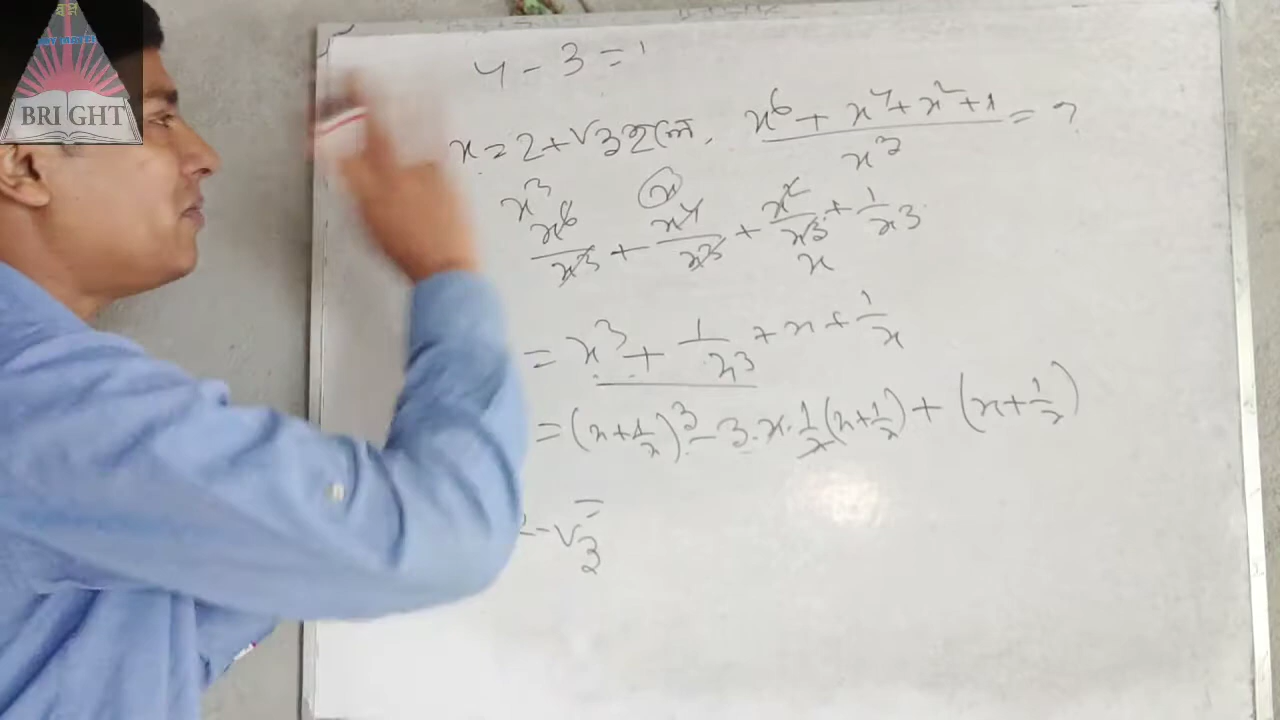 BRIGHT
4 - 3 = 1
x = 2 + √3 হলে, (x⁶ + x⁴ + x² + 1)/x³ = ?
x³ x
x⁶/x³ + x⁴/x³ + x²/x³ + 1/x³
x
= x³ + 1/x³ + x + 1/x
= (x + 1/x)³ - 3·x·1/x(x + 1/x) + (x + 1/x)
2 - √3